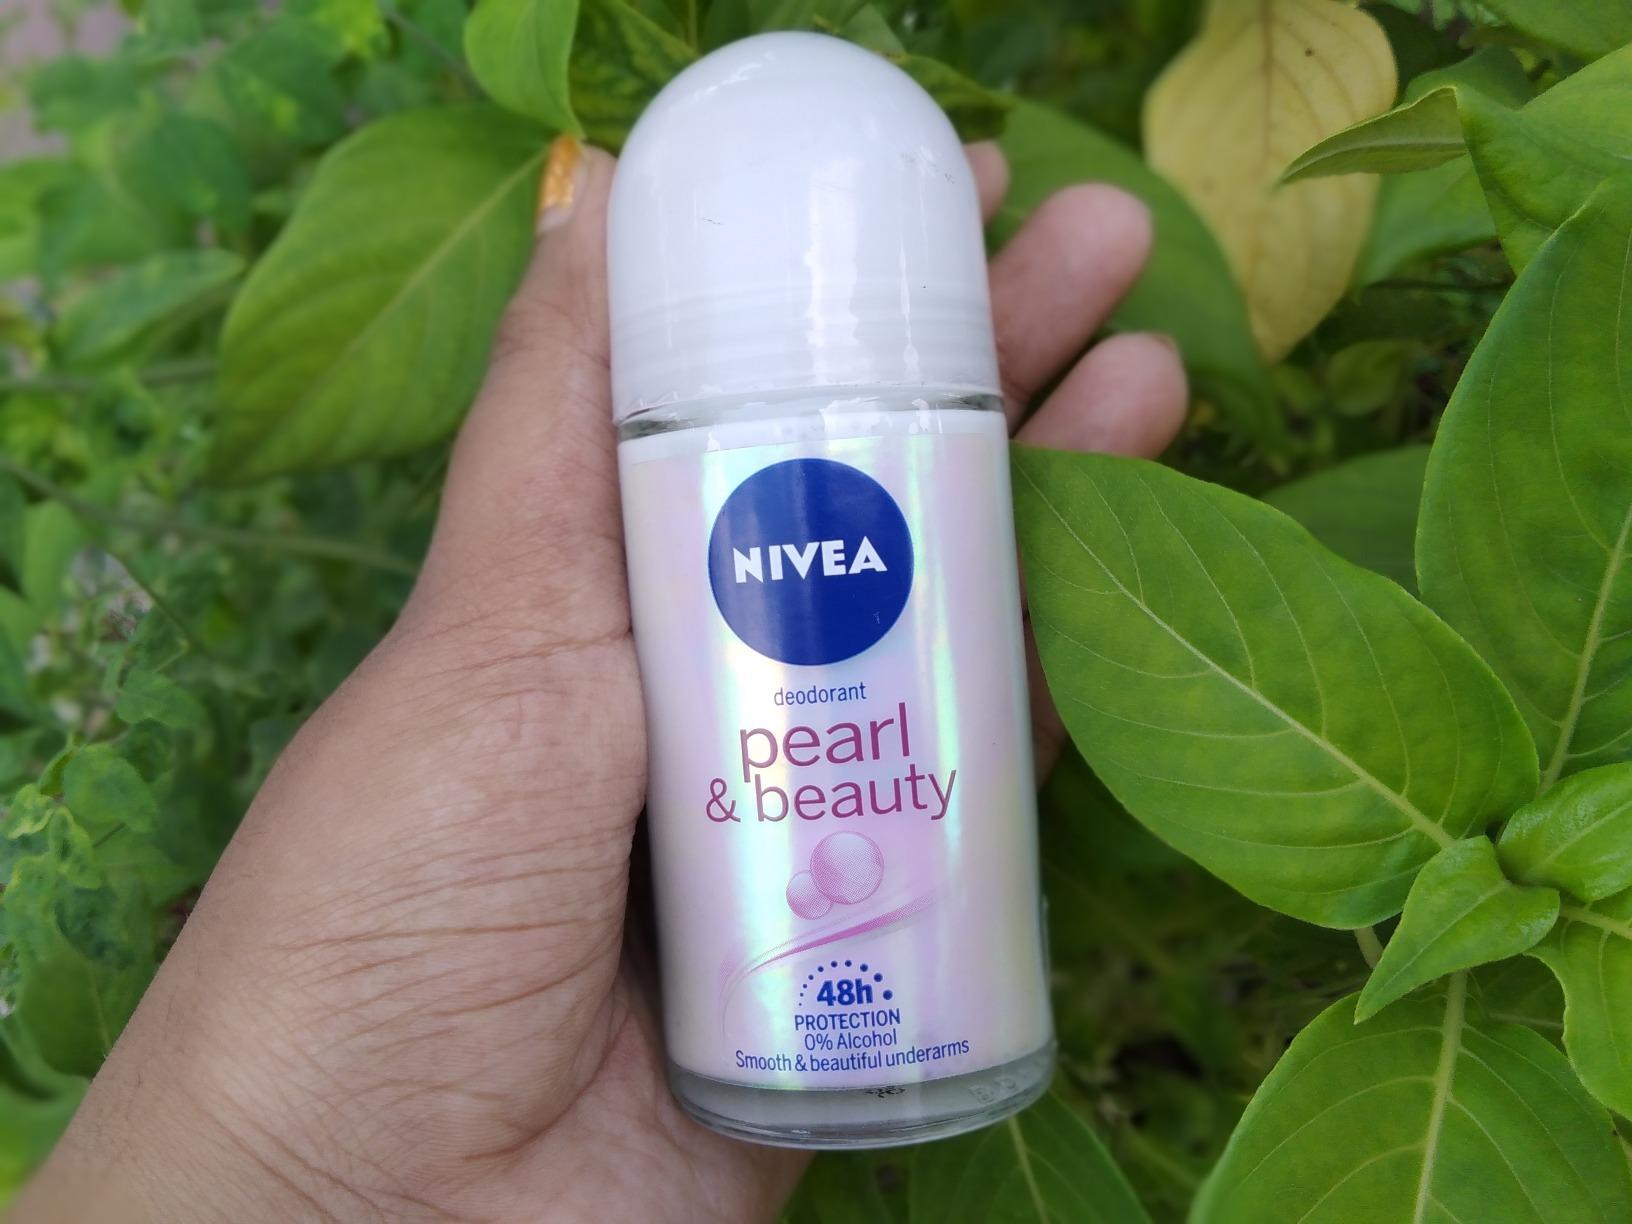 NIVEA
deodorant
pearl
& beauty
48h
PROTECTION
0% Alcohol
Smooth & beautiful underarms